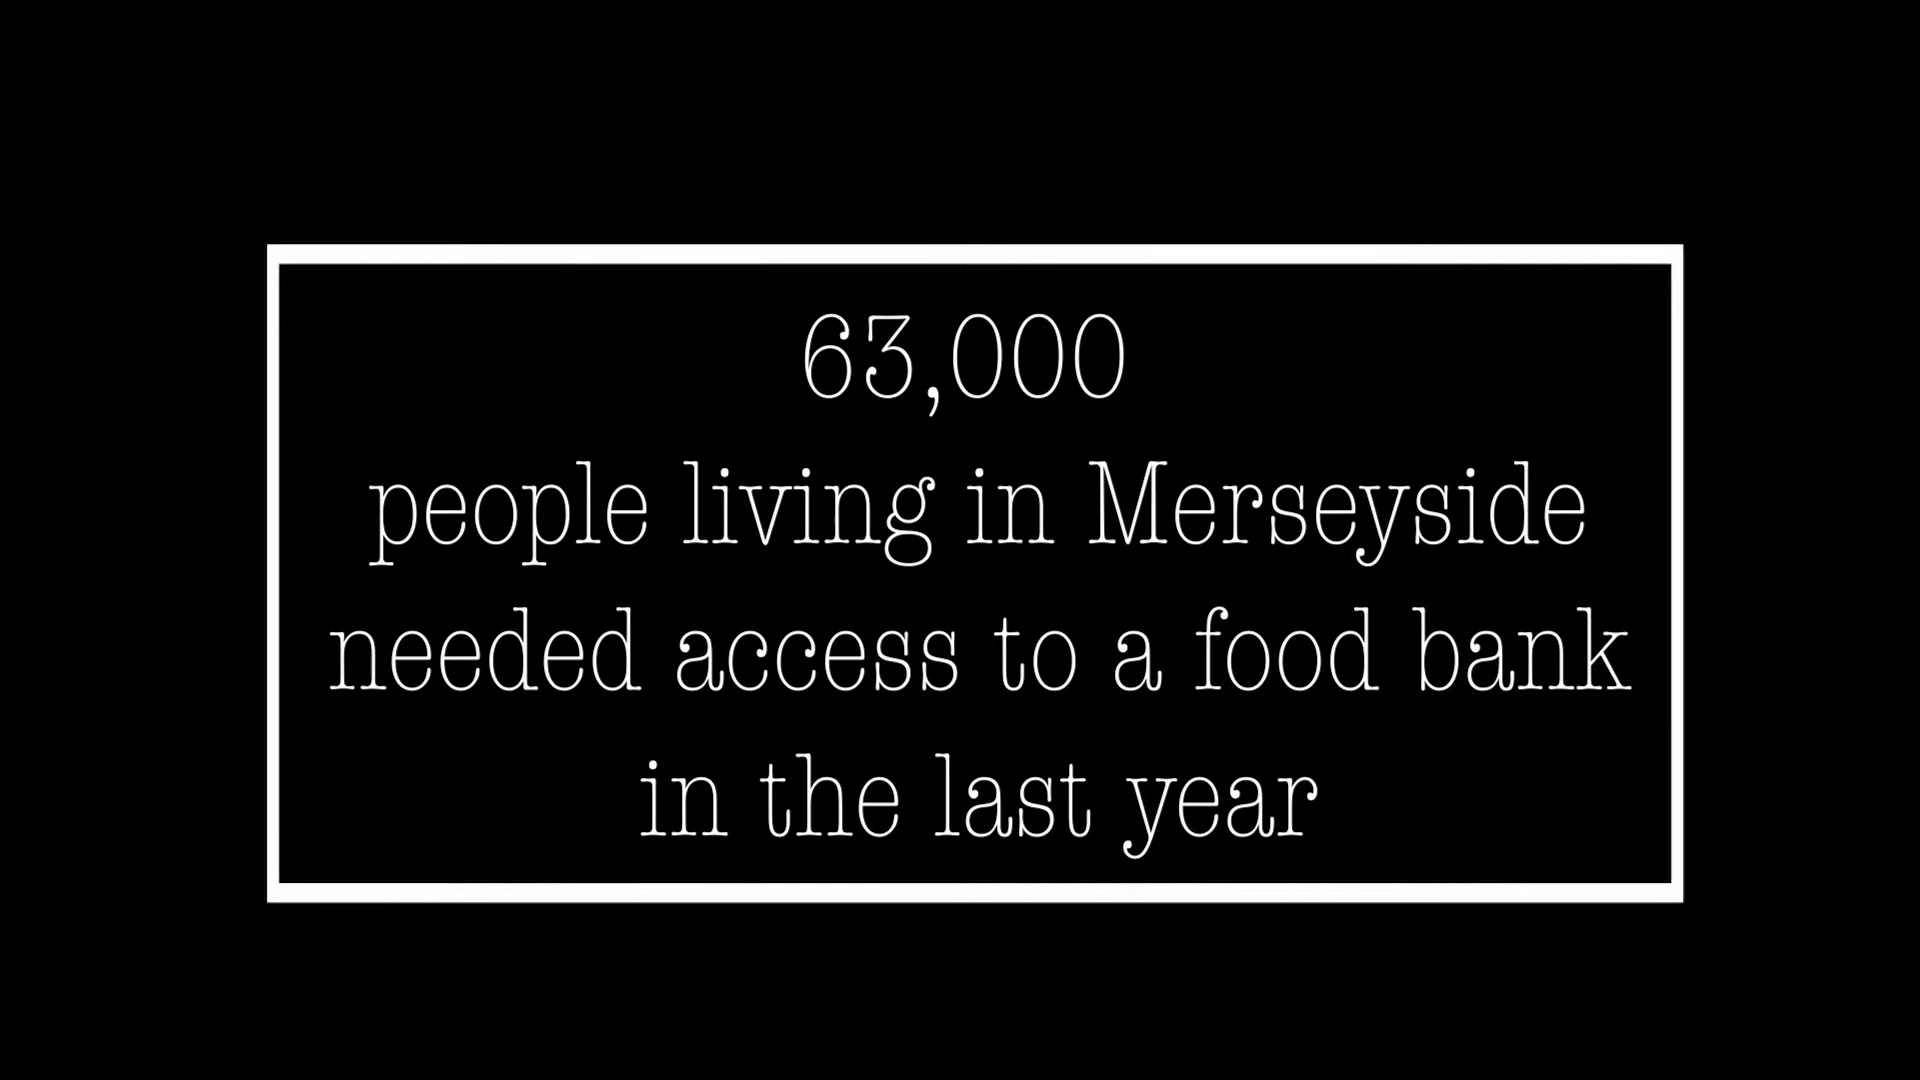 63,000
people living in Merseyside
needed access to a food bank
in the last year